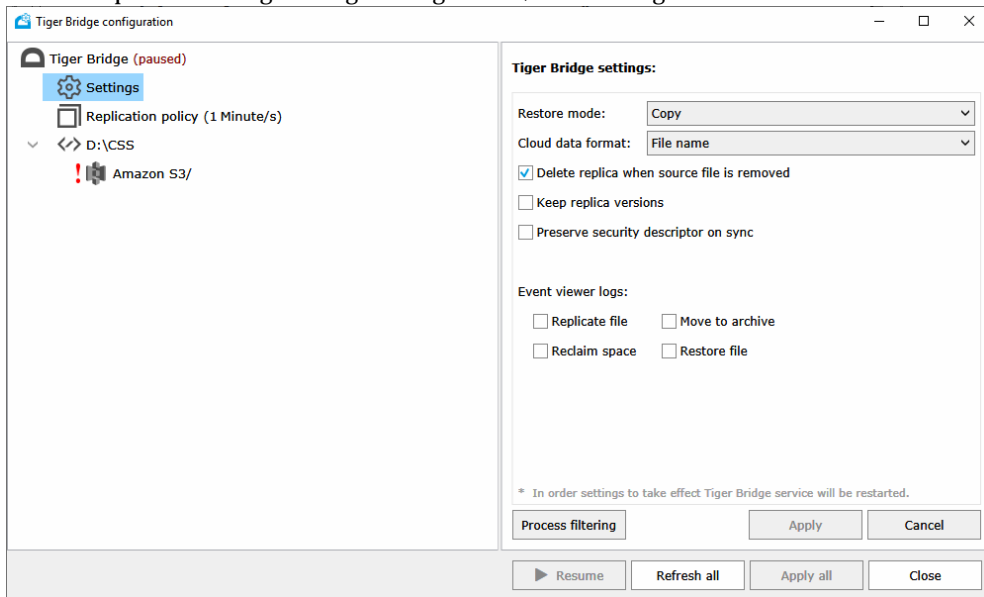 Tiger Bridge configuration
Tiger Bridge (paused)
Settings
Replication policy (1 Minute/s)
D:\CSS
Amazon S3/
Tiger Bridge settings:
Restore mode: Copy
Cloud data format: File name
Delete replica when source file is removed
Keep replica versions
Preserve security descriptor on sync
Event viewer logs:
Replicate file Move to archive
Reclaim space Restore file
* In order settings to take effect Tiger Bridge service will be restarted.
Process filtering Apply Cancel
Resume Refresh all Apply all Close